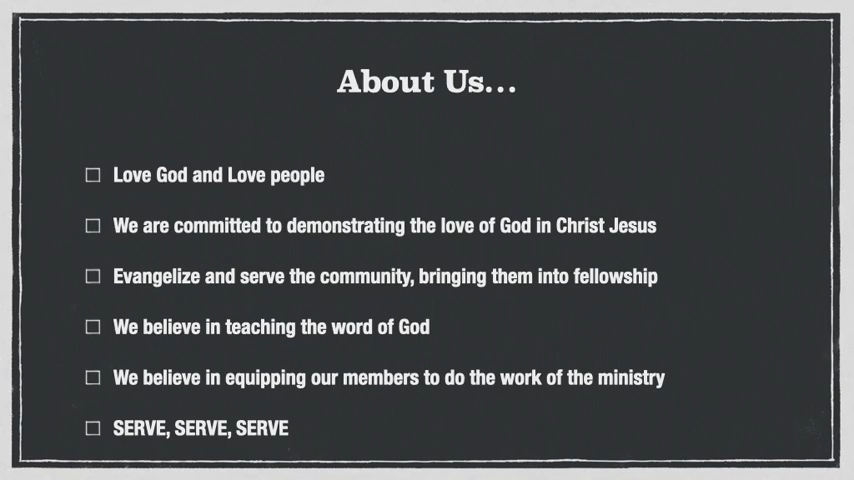 About Us...
Love God and Love people
We are committed to demonstrating the love of God in Christ Jesus
Evangelize and serve the community, bringing them into fellowship
We believe in teaching the word of God
We believe in equipping our members to do the work of the ministry
SERVE, SERVE, SERVE